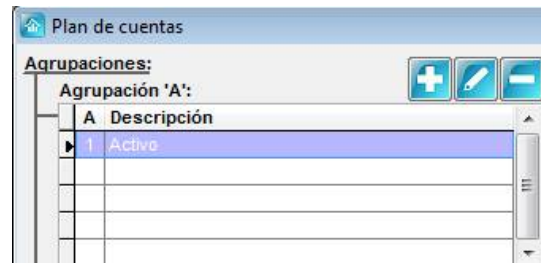 Plan de cuentas
Agrupaciones:
Agrupación 'A':
A Descripción
1 Activo